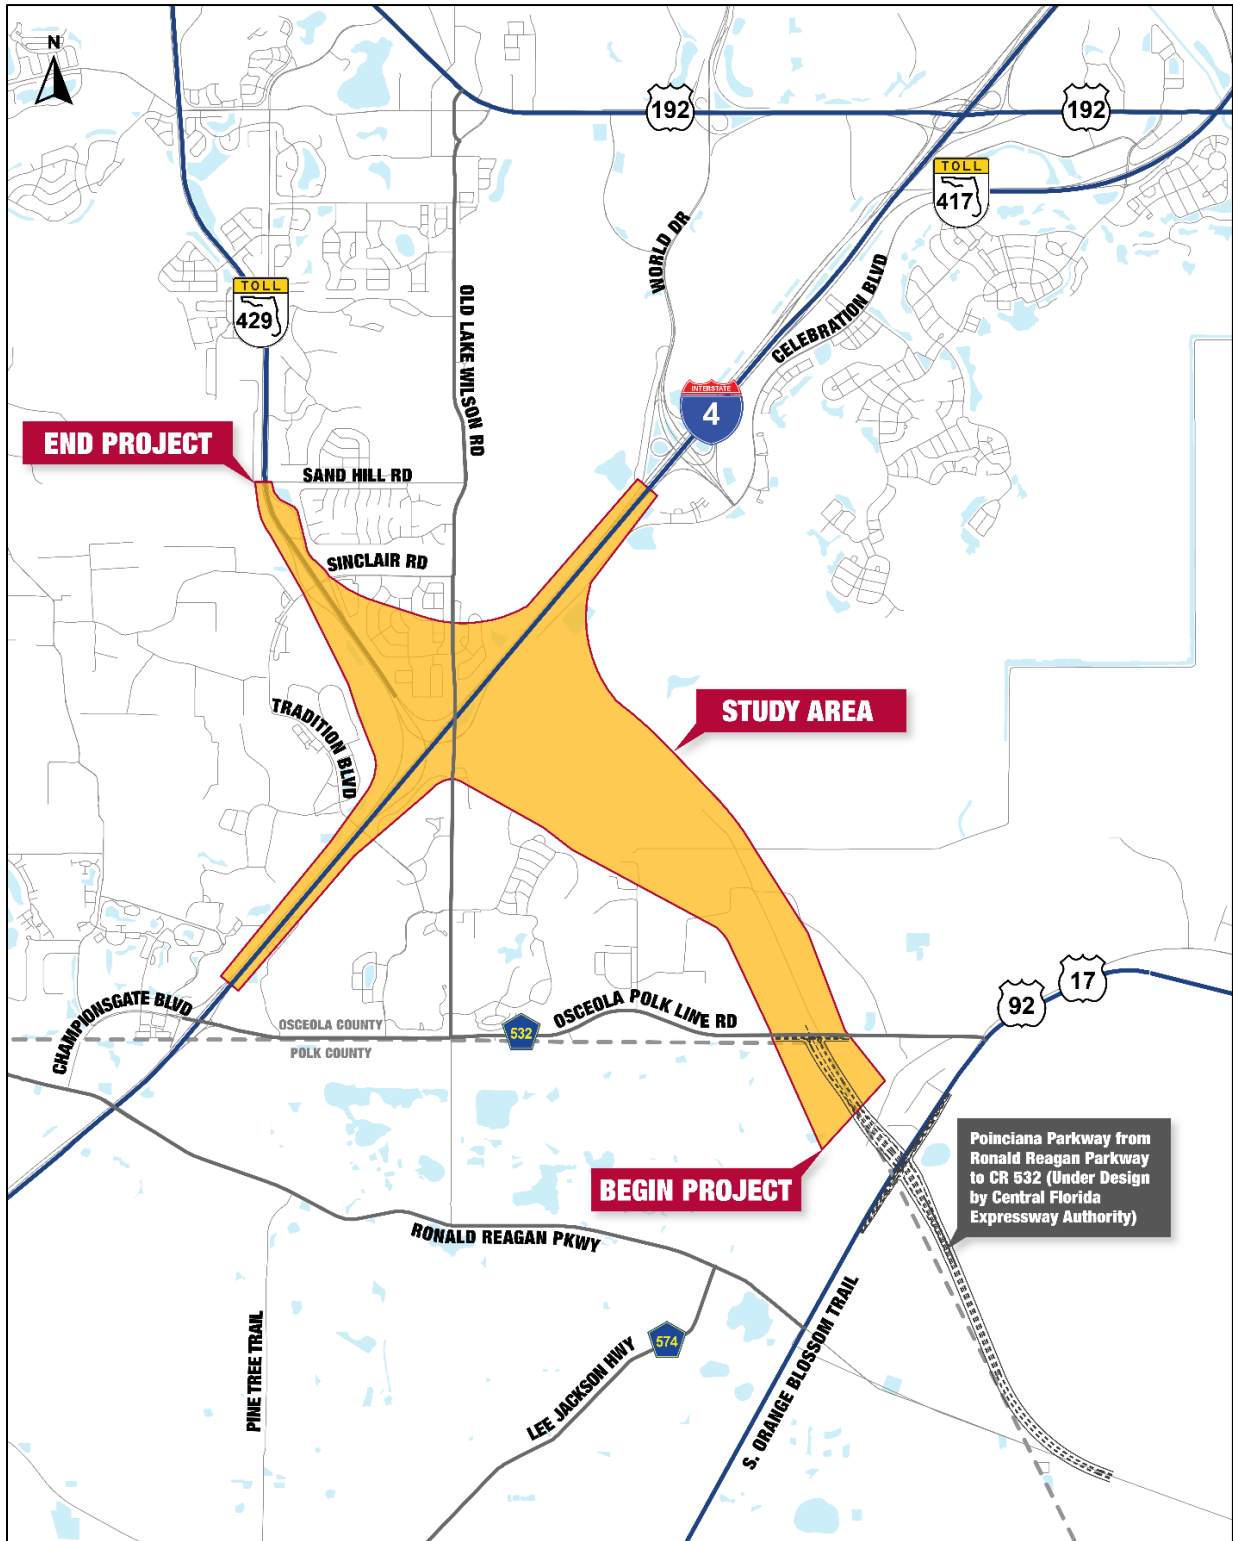 N
192
192
TOLL
417
WORLD DR
CELEBRATION BLVD
TOLL
429
OLD LAKE WILSON RD
INTERSTATE
4
END PROJECT
SAND HILL RD
SINCLAIR RD
STUDY AREA
TRADITION BLVD
92
17
CHAMPIONSGATE BLVD
OSCEOLA COUNTY
POLK COUNTY
532
OSCEOLA POLK LINE RD
Poinciana Parkway from
Ronald Reagan Parkway
to CR 532 (Under Design
by Central Florida
Expressway Authority)
BEGIN PROJECT
RONALD REAGAN PKWY
PINE TREE TRAIL
574
LEE JACKSON HWY
S. ORANGE BLOSSOM TRAIL